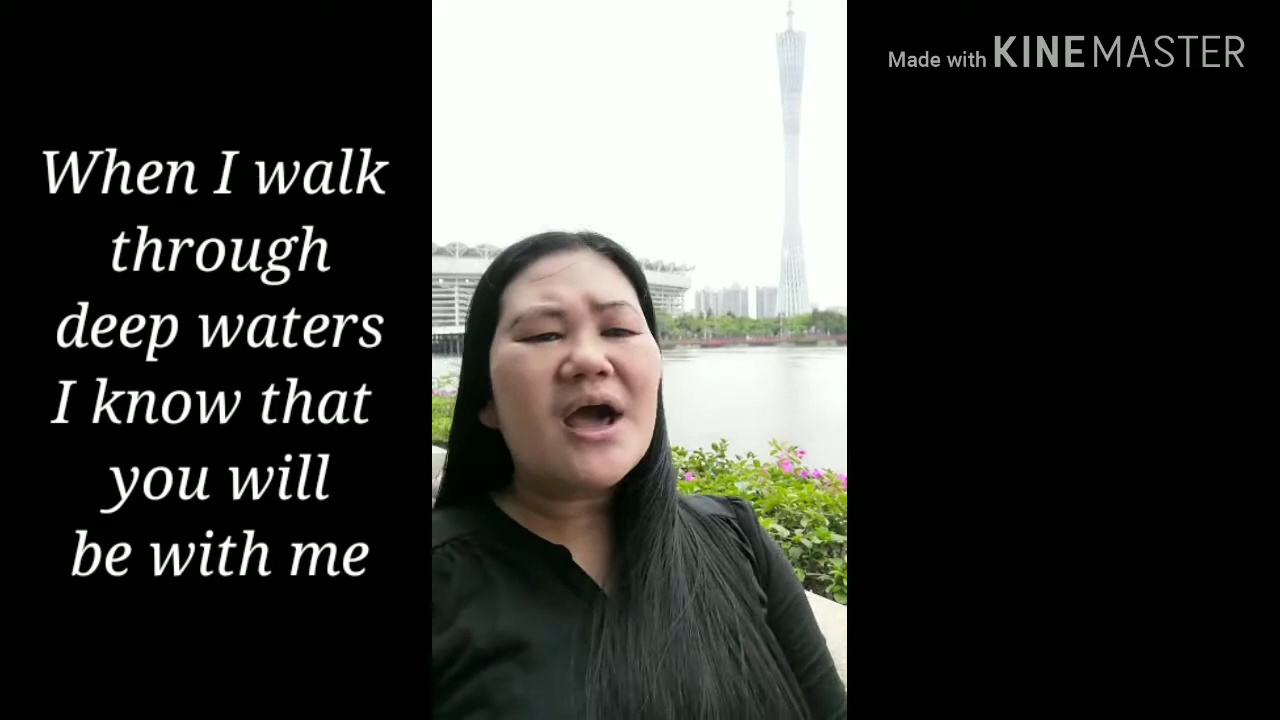 When I walk
through
deep waters
I know that
you will
be with me
Made with KINEMASTER